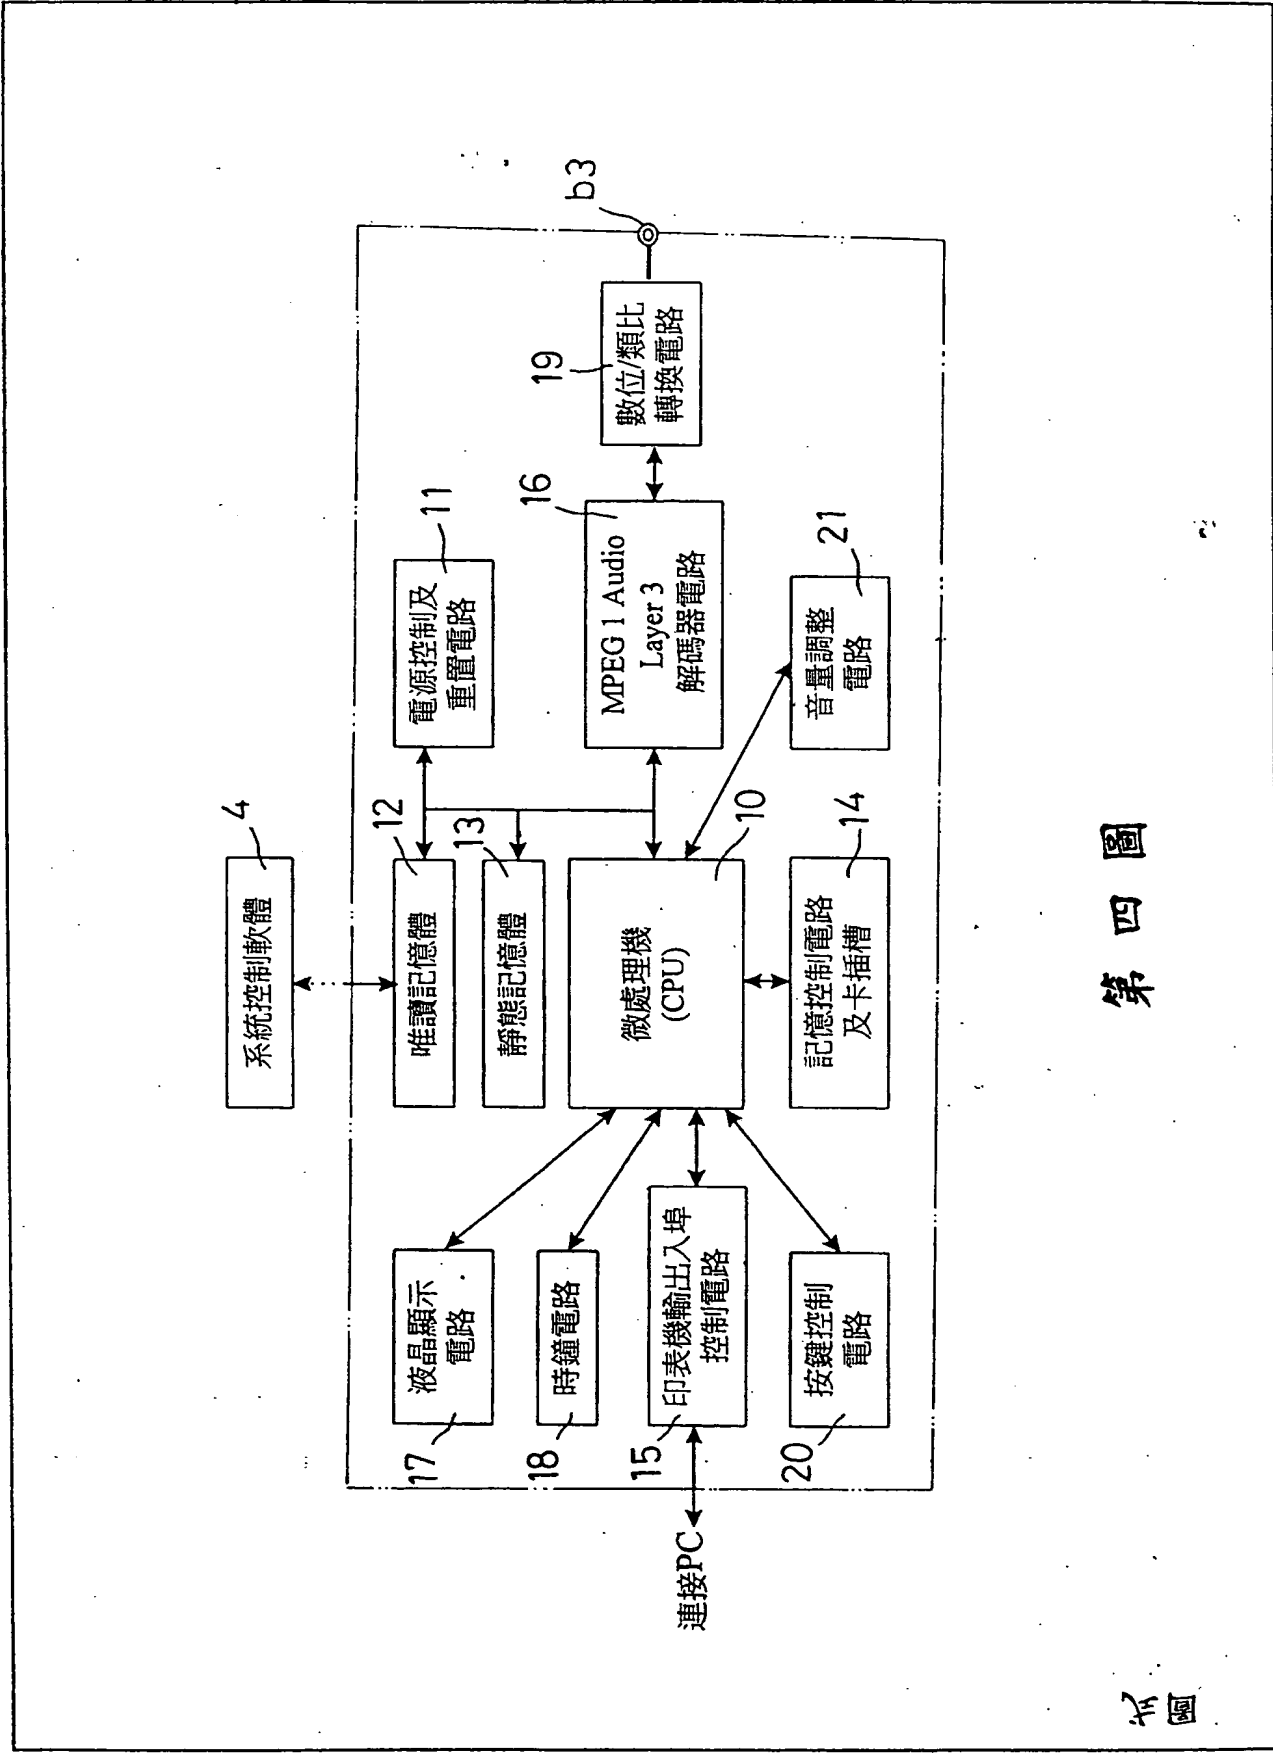 4
系統控制軟體
12
唯讀記憶體
11
電源控制及
重置電路
13
靜態記憶體
17
液晶顯示
電路
18
時鐘電路
10
微處理機
(CPU)
16
MPEG 1 Audio
Layer 3
解碼器電路
19
數位/類比
轉換電路
b3
連接PC
15
印表機輸出入埠
控制電路
20
按鍵控制
電路
14
記憶控制電路
及卡插槽
21
音量調整
電路
第四圖
圖